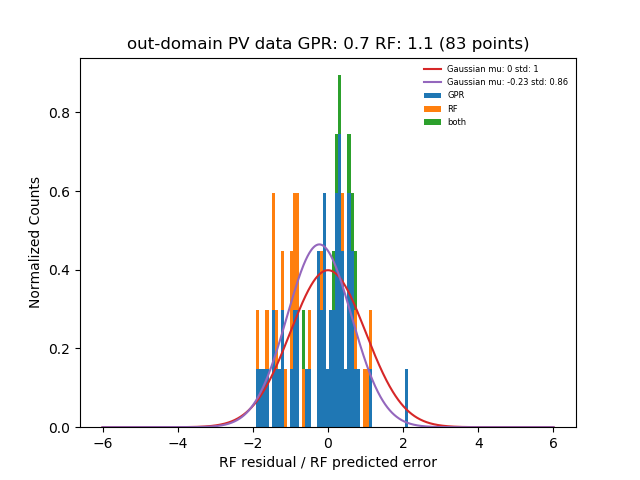 out-domain PV data GPR: 0.7 RF: 1.1 (83 points)
Gaussian mu: 0 std: 1
Gaussian mu: -0.23 std: 0.86
GPR
RF
both
Normalized Counts
0.8
0.6
0.4
0.2
0.0
−6 −4 −2 0 2 4 6
RF residual / RF predicted error